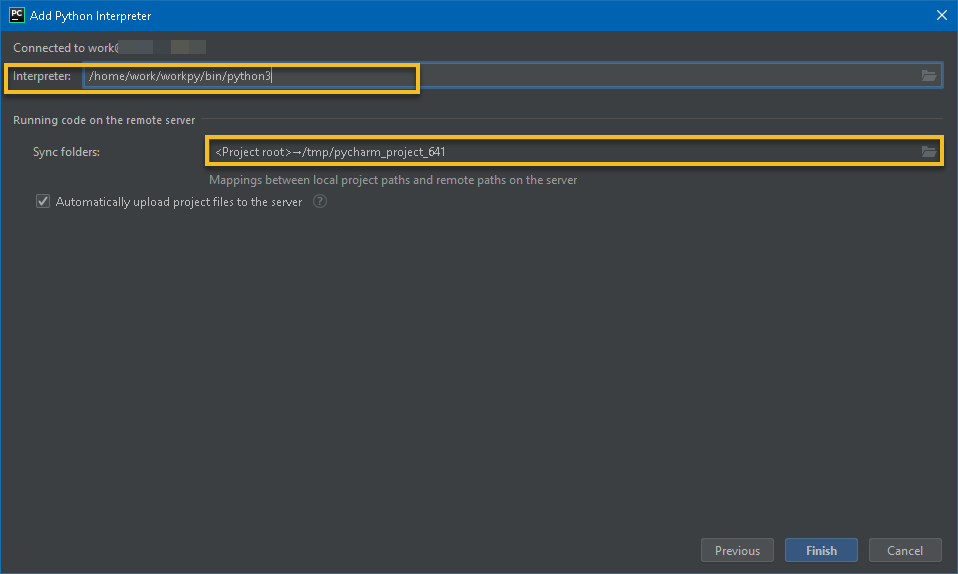 PC Add Python Interpreter
Connected to work@
Interpreter: /home/work/workpy/bin/python3
Running code on the remote server
Sync folders: <Project root>→/tmp/pycharm_project_641
Mappings between local project paths and remote paths on the server
Automatically upload project files to the server ?
Previous Finish Cancel